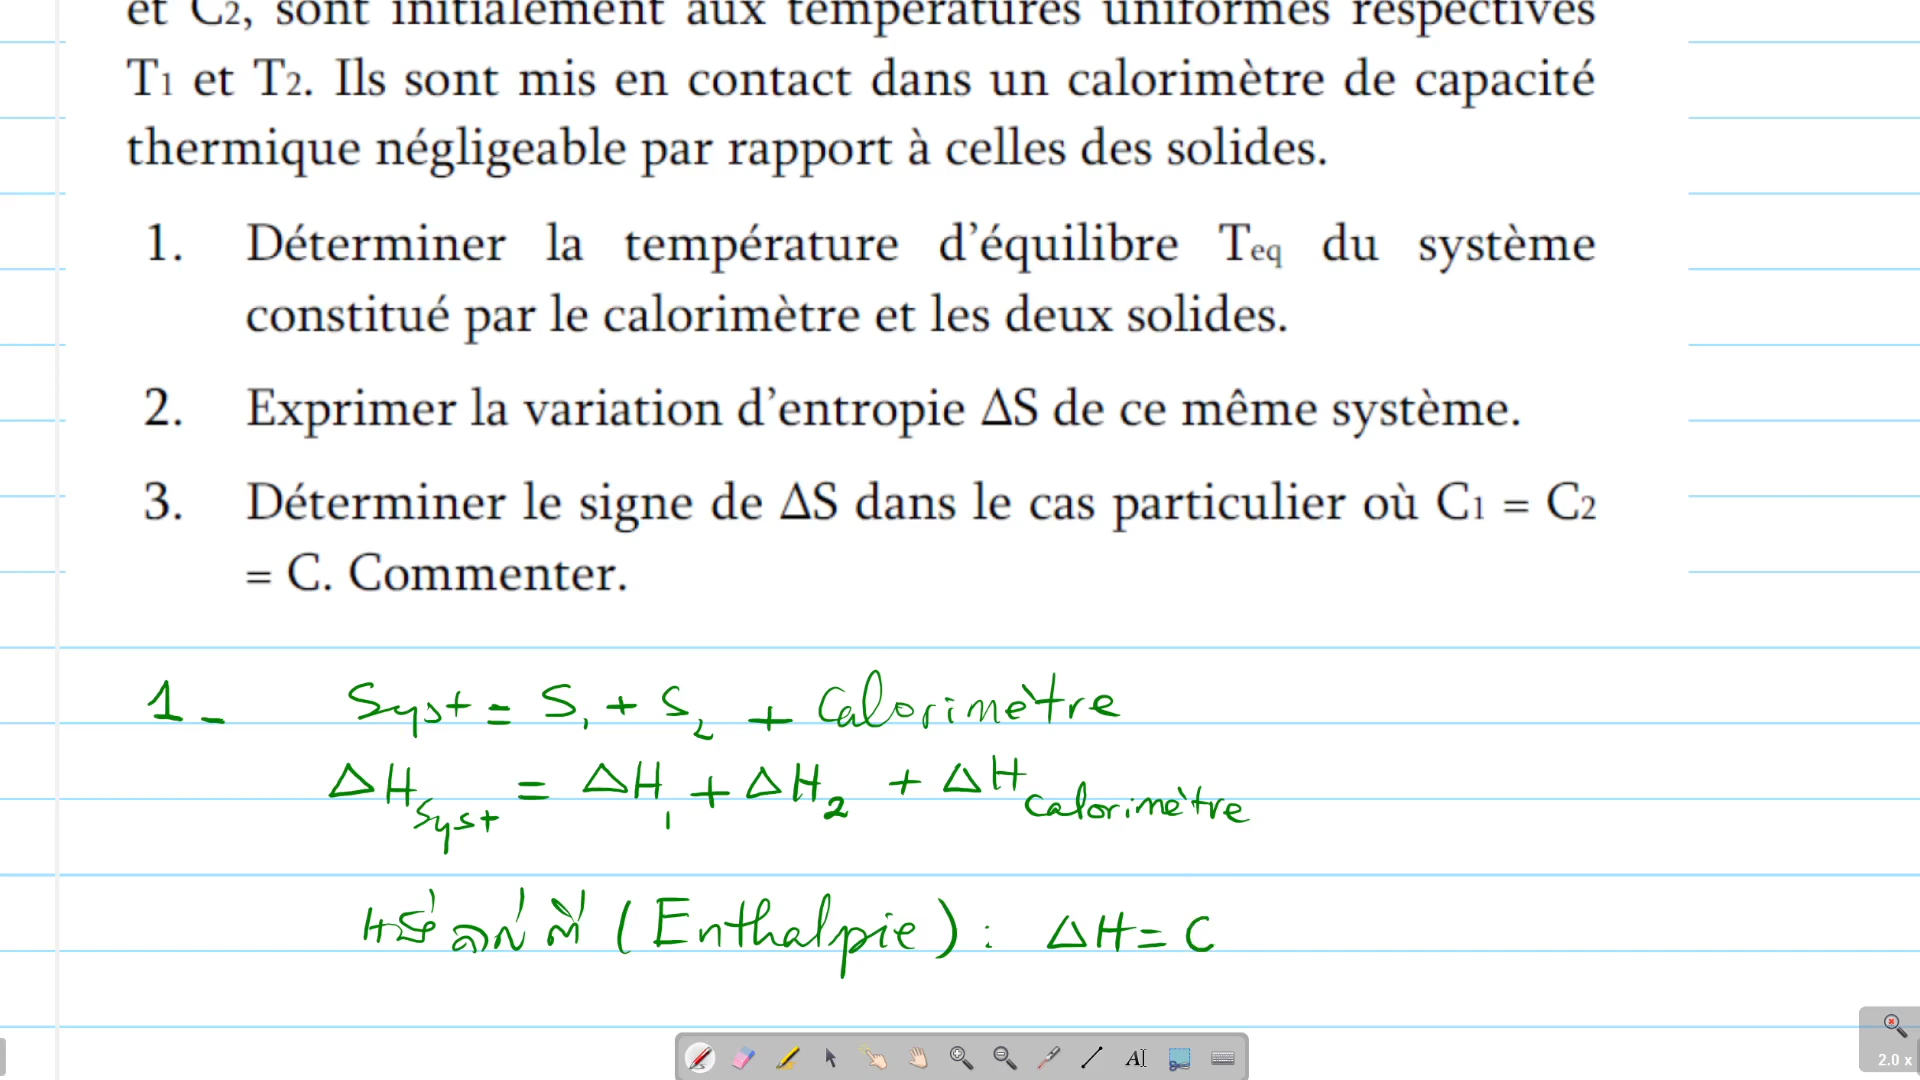 et C2, sont initialement aux températures uniformes respectives
T1 et T2. Ils sont mis en contact dans un calorimètre de capacité
thermique négligeable par rapport à celles des solides.
1. Déterminer la température d'équilibre Teq du système
constitué par le calorimètre et les deux solides.
2. Exprimer la variation d'entropie ΔS de ce même système.
3. Déterminer le signe de ΔS dans le cas particulier où C1 = C2
= C. Commenter.
1 - Syst = S1 + S2 + Calorimètre
ΔHsyst = ΔH1 + ΔH2 + ΔHcalorimètre
(Enthalpie) : ΔH = C
2.0 x